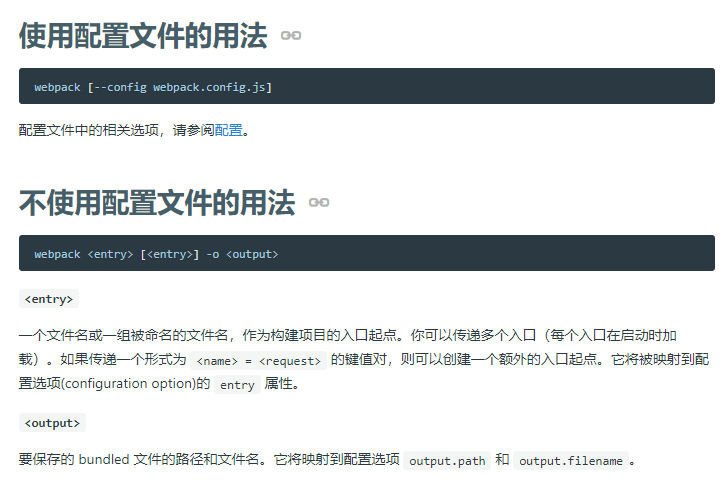 使用配置文件的用法
webpack [--config webpack.config.js]
配置文件中的相关选项，请参阅配置。
不使用配置文件的用法
webpack <entry> [<entry>] -o <output>
<entry>
一个文件名或一组被命名的文件名，作为构建项目的入口起点。你可以传递多个入口（每个入口在启动时加
载）。如果传递一个形式为 <name> = <request> 的键值对，则可以创建一个额外的入口起点。它将被映射到配
置选项(configuration option)的 entry 属性。
<output>
要保存的 bundled 文件的路径和文件名。它将映射到配置选项 output.path 和 output.filename。